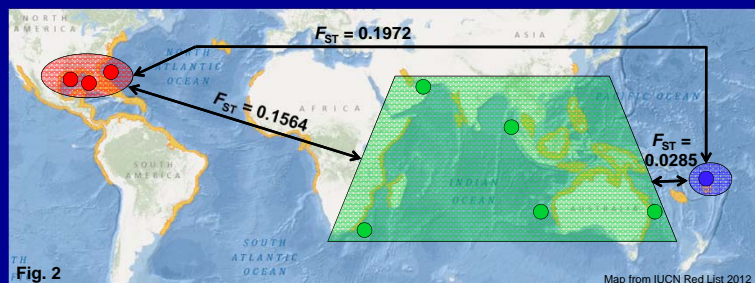 NORTH
AMERICA
NORTH
ATLANTIC
OCEAN
ASIA
PACIFIC OCEAN
AFRICA
SOUTH
AMERICA
INDIAN
OCEAN
AUSTRALIA
SOUTH
ATLANTIC
OCEAN
FST = 0.1972
FST = 0.1564
FST =
0.0285
Fig. 2
Map from IUCN Red List 2012